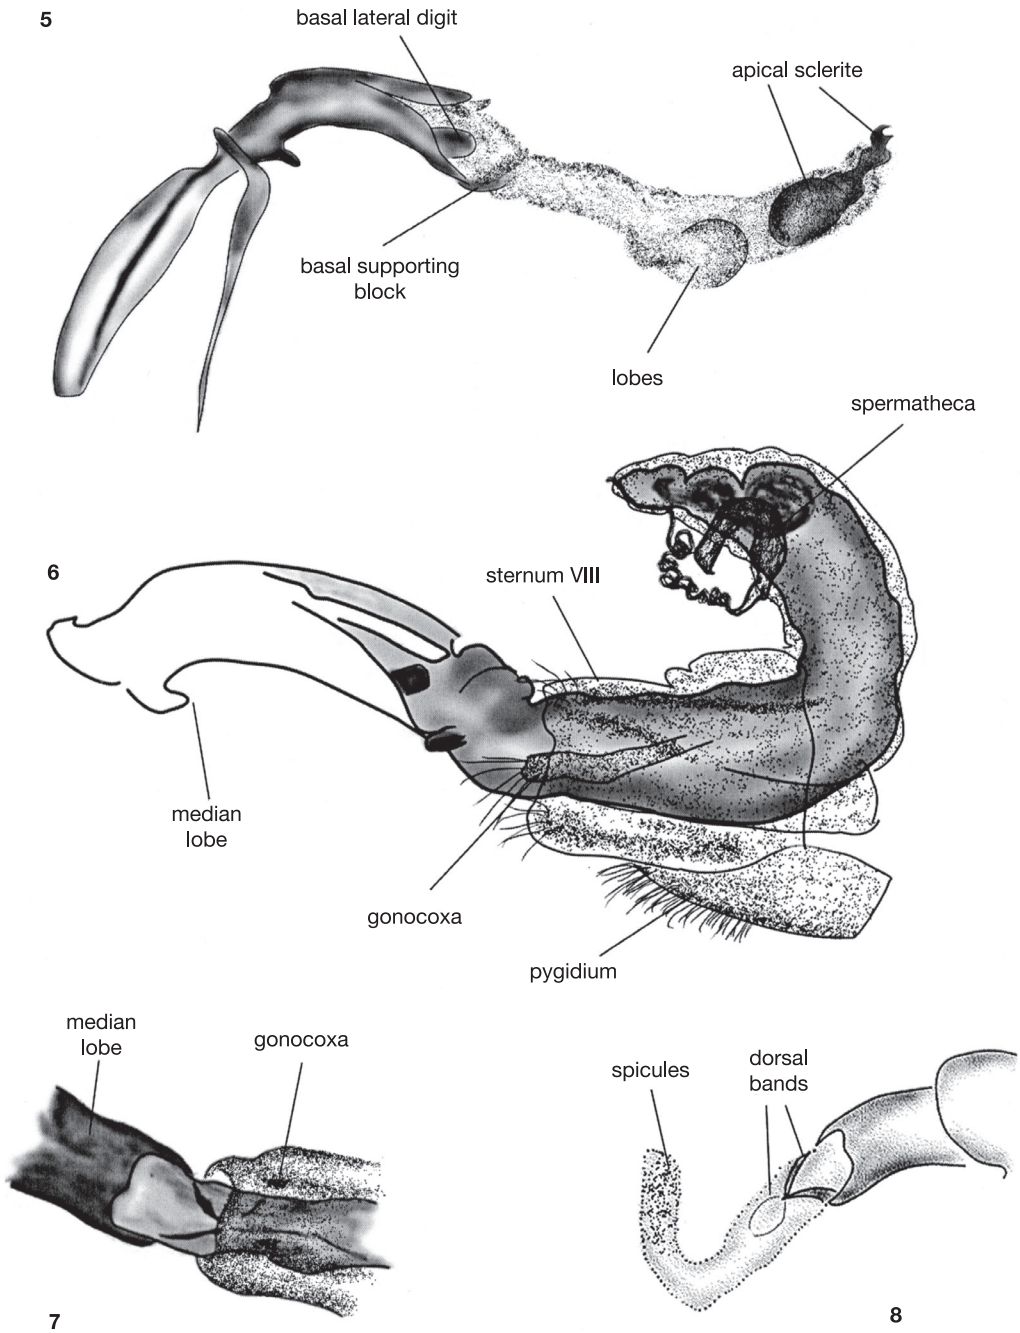 5
basal lateral digit
apical sclerite
basal supporting
block
lobes
spermatheca
6
sternum VIII
median
lobe
gonocoxa
pygidium
median
lobe
gonocoxa
spicules
dorsal
bands
7
8